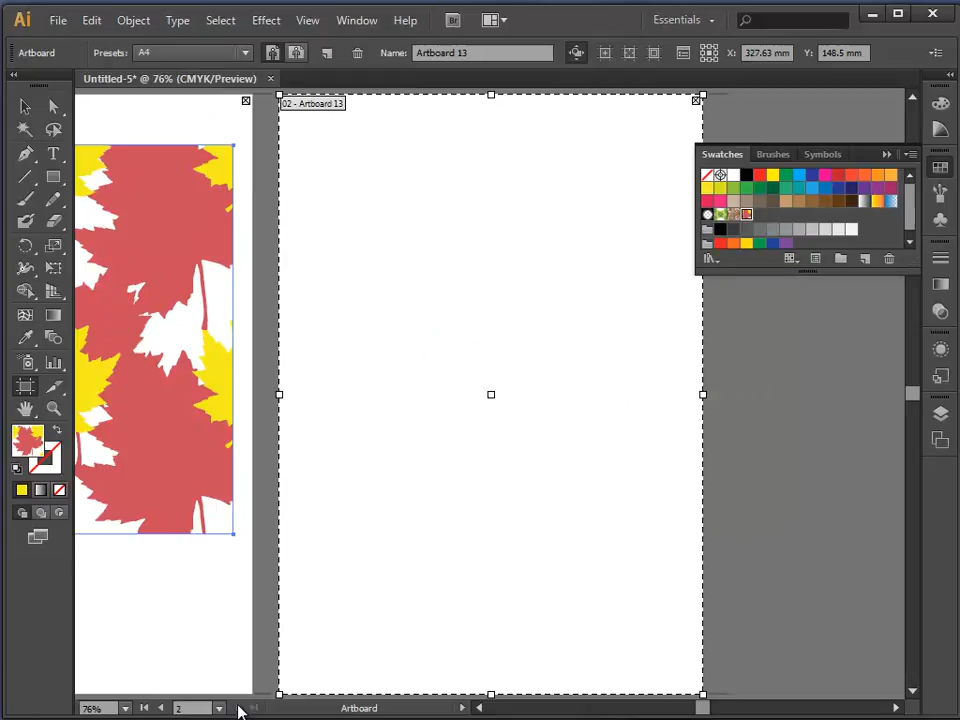 Ai File Edit Object Type Select Effect View Window Help Br Essentials
Artboard Presets: A4 Name: Artboard 13 X: 327.63 mm Y: 148.5 mm
Untitled-5* @ 76% (CMYK/Preview)
02 - Artboard 13
Swatches Brushes Symbols
76% 2 Artboard